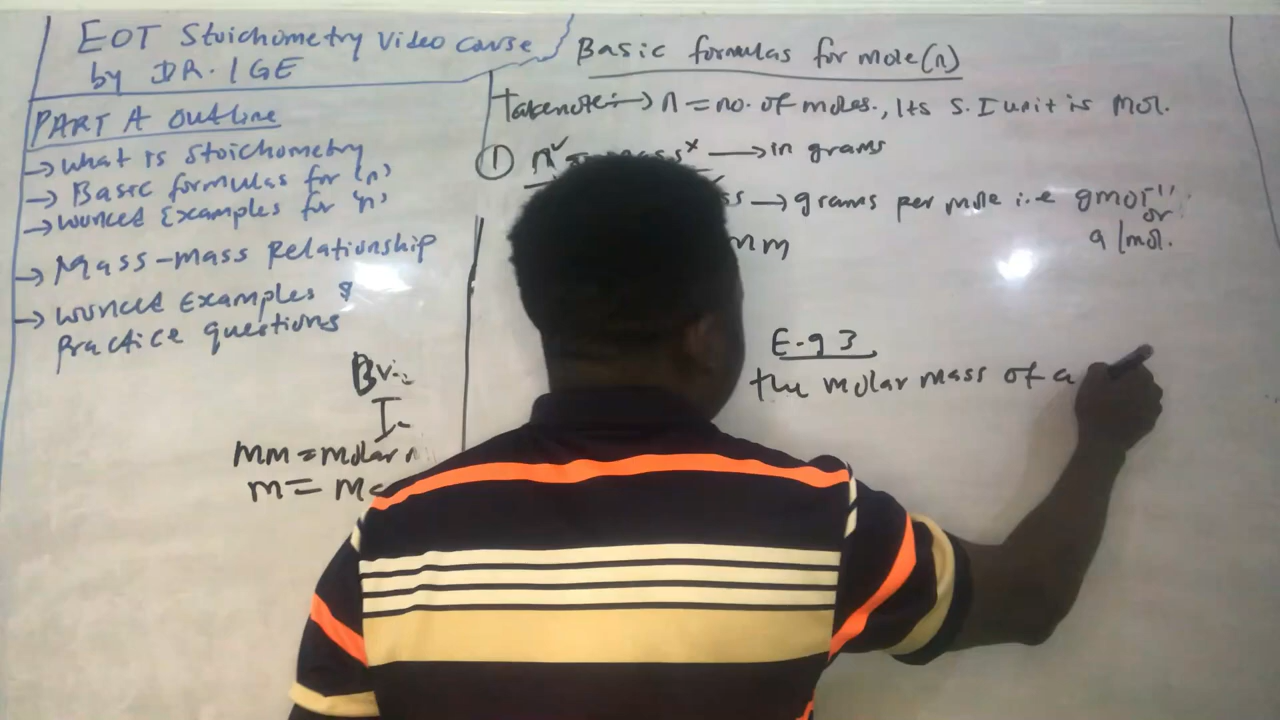 EOT Stoichometry Video Course
by DR. IGE
PART A Outline
→ What is Stoichometry
→ Basic formulas for 'n'
→ Worked Examples for 'n'
→ Mass-mass Relationship
→ Worked Examples &
Practice questions
mm = molar
m =
Basic formulas for mole(n)
Take note: → n = no. of moles., Its S.I unit is mol.
① n → in grams
→ grams per mole i.e gmol⁻¹
or
g/mol.
mm
E.g 3
the molar mass of a